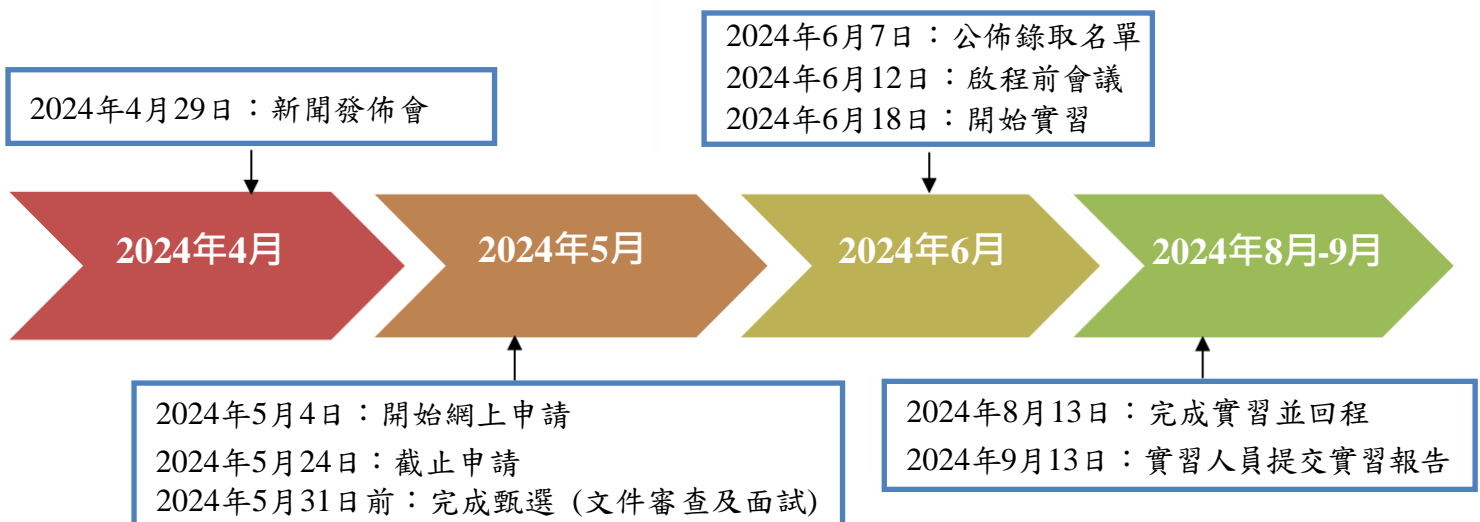 2024年4月29日：新聞發佈會
2024年6月7日：公佈錄取名單
2024年6月12日：啟程前會議
2024年6月18日：開始實習
2024年4月
2024年5月
2024年6月
2024年8月-9月
2024年5月4日：開始網上申請
2024年5月24日：截止申請
2024年5月31日前：完成甄選 (文件審查及面試)
2024年8月13日：完成實習並回程
2024年9月13日：實習人員提交實習報告